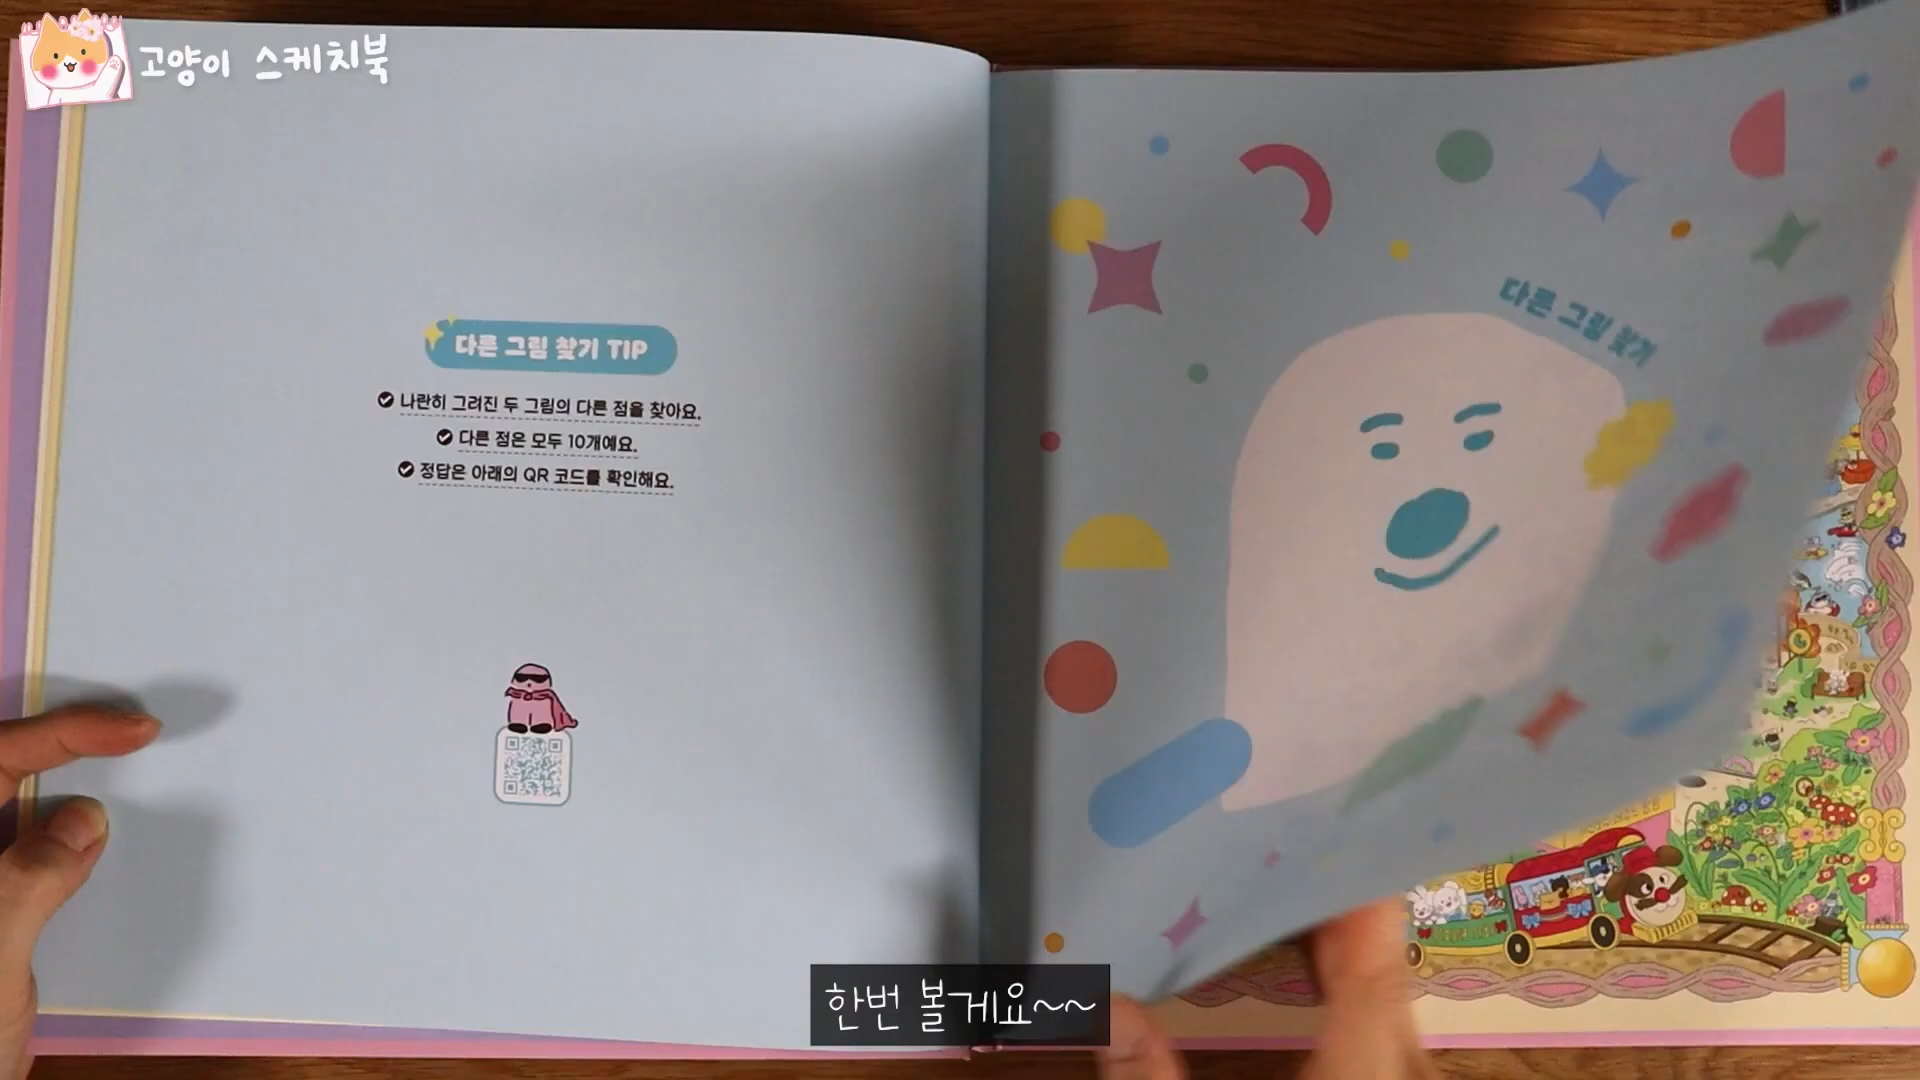 고양이 스케치북
다른 그림 찾기 TIP
나란히 그려진 두 그림의 다른 점을 찾아요.
다른 점은 모두 10개예요.
정답은 아래의 QR 코드를 확인해요.
다른 그림 찾기
한번 볼게요~~